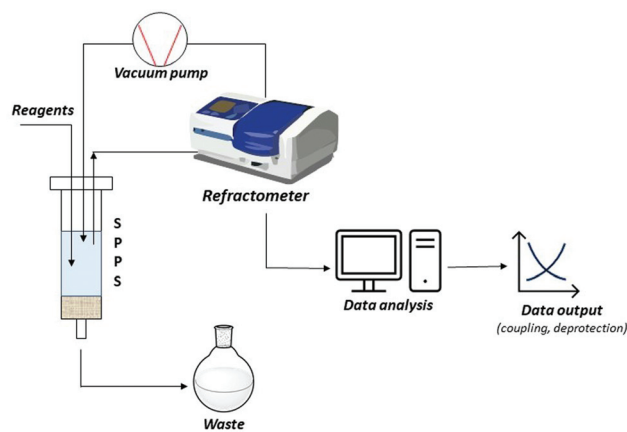 Vacuum pump
Reagents
Refractometer
S
P
P
S
Data analysis
Data output
(coupling, deprotection)
Waste